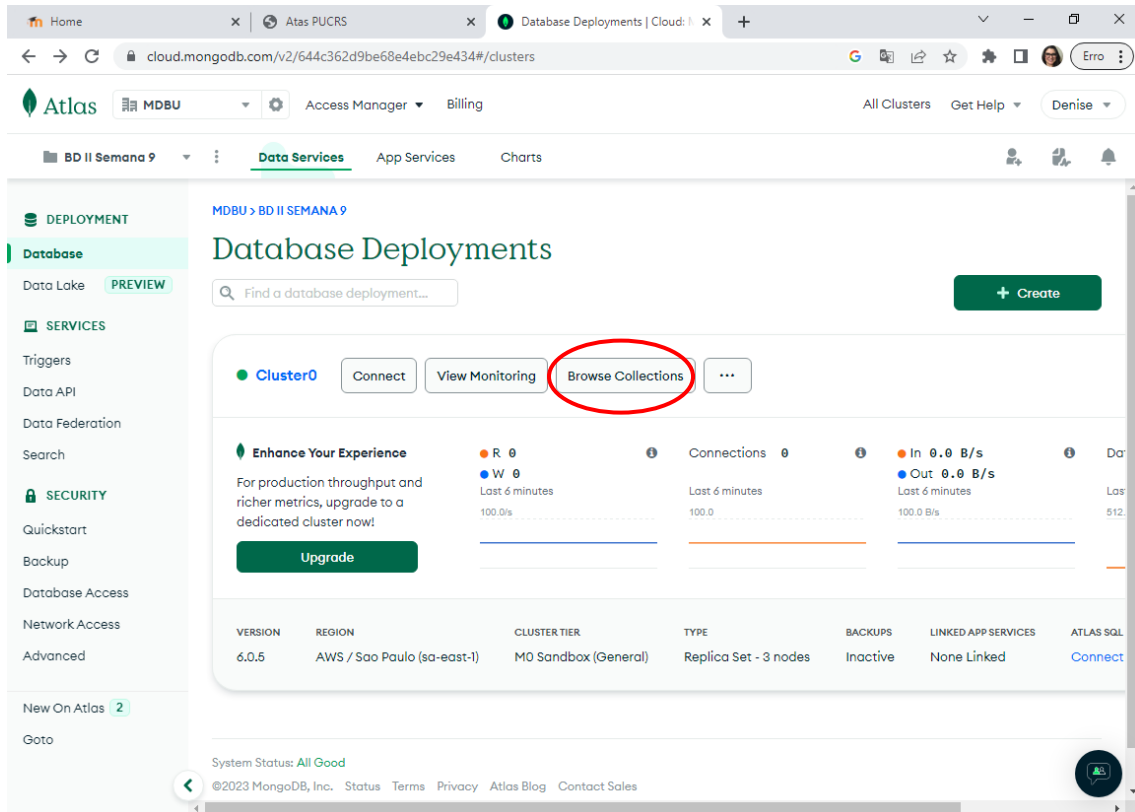 Home
Atas PUCRS
Database Deployments | Cloud:
cloud.mongodb.com/v2/644c362d9be68e4ebc29e434#/clusters
Erro
Atlas MDBU Access Manager Billing All Clusters Get Help Denise
BD II Semana 9 Data Services App Services Charts
DEPLOYMENT
Database
Data Lake PREVIEW
SERVICES
Triggers
Data API
Data Federation
Search
SECURITY
Quickstart
Backup
Database Access
Network Access
Advanced
New On Atlas 2
Goto
MDBU > BD II SEMANA 9
Database Deployments
Find a database deployment...
+ Create
Cluster0 Connect View Monitoring Browse Collections ...
Enhance Your Experience
For production throughput and
richer metrics, upgrade to a
dedicated cluster now!
Upgrade
R 0
W 0
Last 6 minutes
100.0/s
Connections 0
Last 6 minutes
100.0
In 0.0 B/s
Out 0.0 B/s
Last 6 minutes
100.0 B/s
Da
Las
512.
VERSION REGION CLUSTER TIER TYPE BACKUPS LINKED APP SERVICES ATLAS SQL
6.0.5 AWS / Sao Paulo (sa-east-1) M0 Sandbox (General) Replica Set - 3 nodes Inactive None Linked Connect
System Status: All Good
©2023 MongoDB, Inc. Status Terms Privacy Atlas Blog Contact Sales